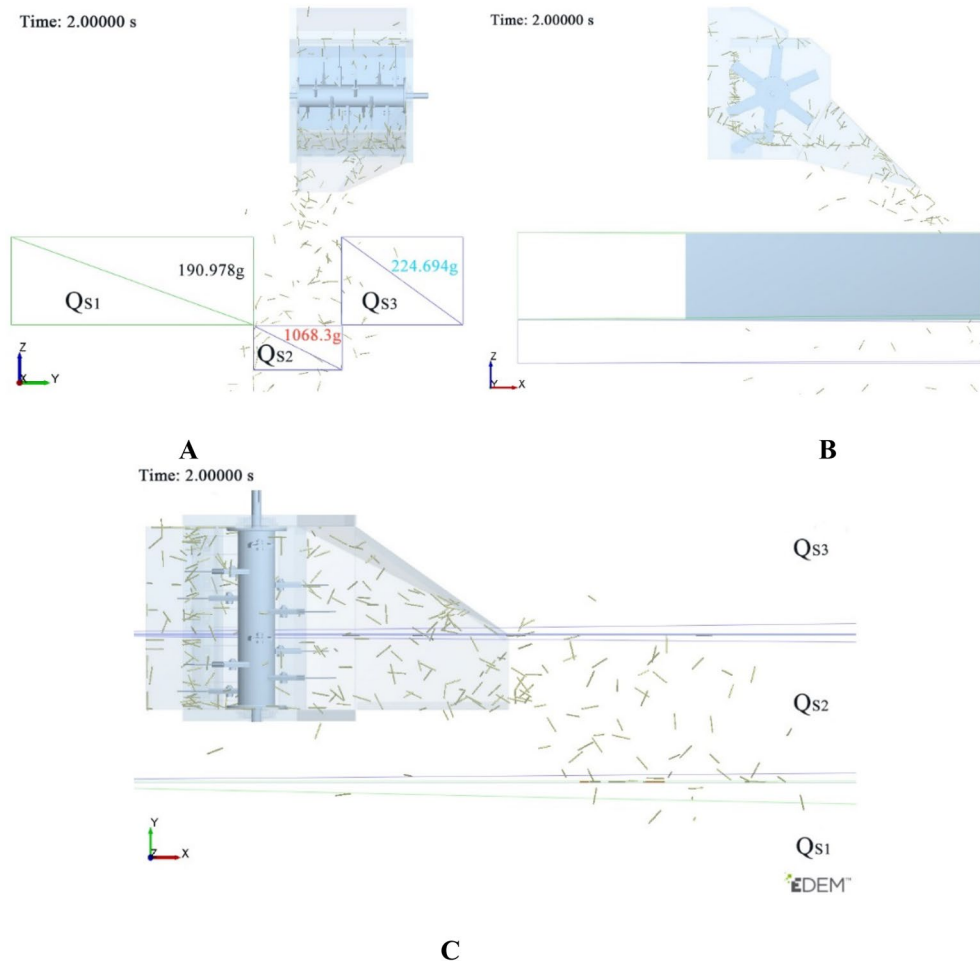 Time: 2.00000 s
190.978g
QS1
1068.3g
QS2
224.694g
QS3
Z
X
Y
A
Time: 2.00000 s
Z
Y
X
B
Time: 2.00000 s
QS3
QS2
QS1
Y
Z
X
EDEM™
C